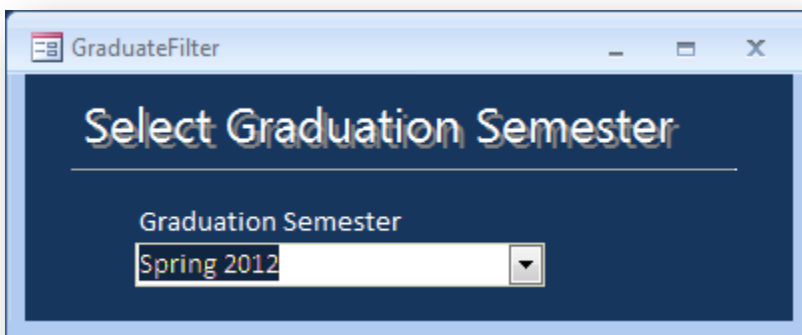 GraduateFilter
Select Graduation Semester
Graduation Semester
Spring 2012